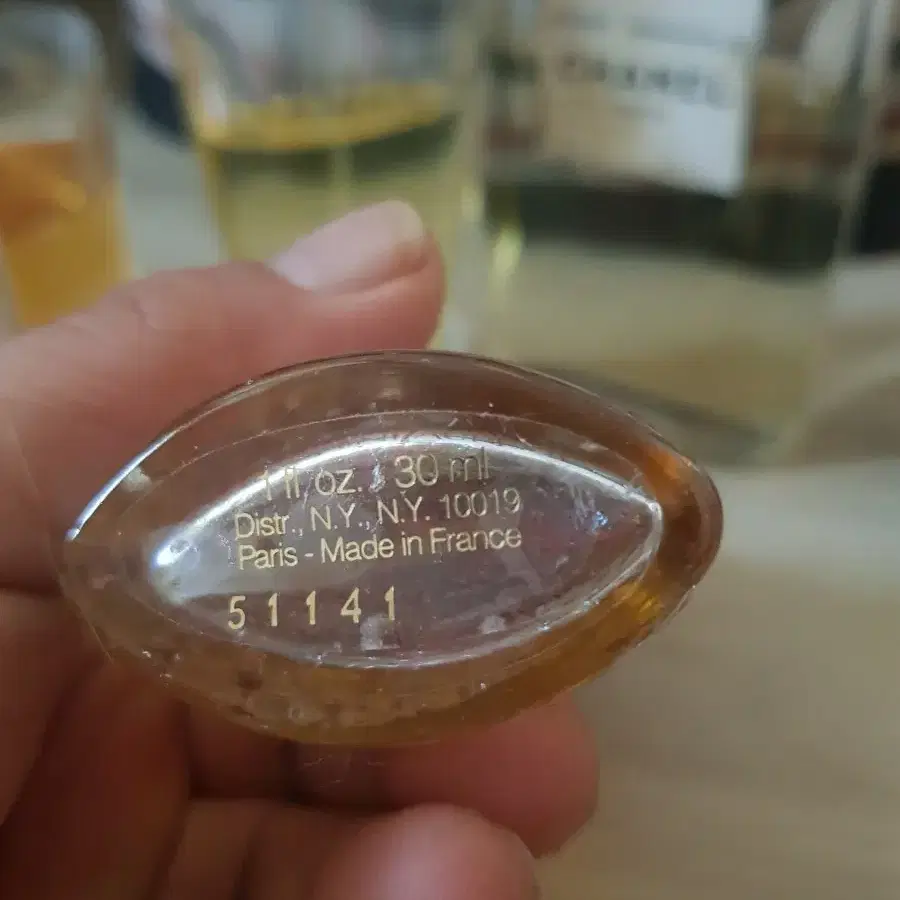 1 fl. oz. / 30 ml
Distr., N.Y., N.Y. 10019
Paris - Made in France
51141